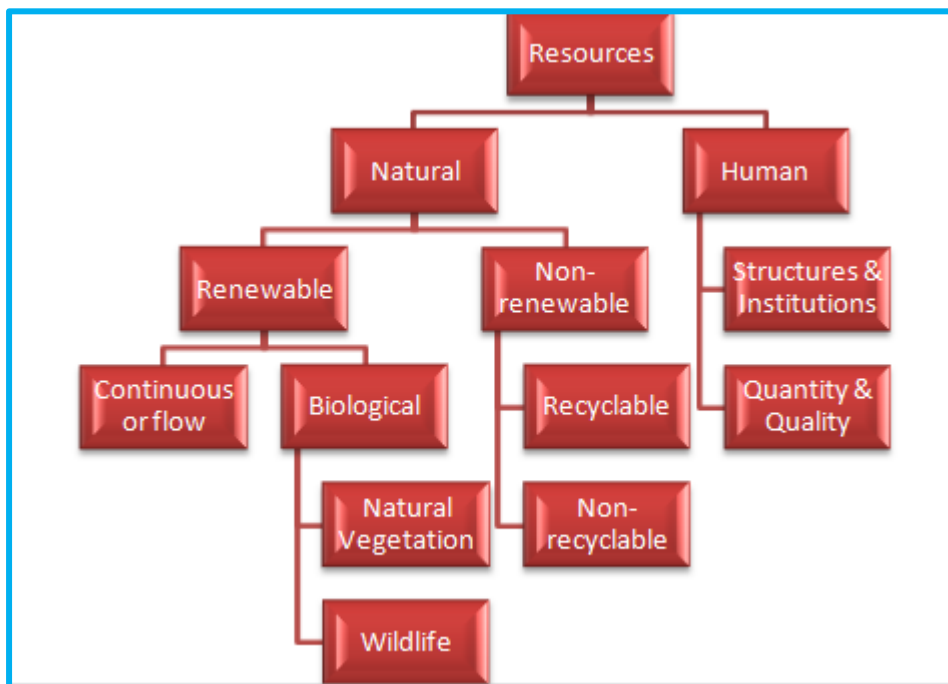 Resources
Natural
Human
Renewable
Non-
renewable
Structures &
Institutions
Continuous
or flow
Biological
Recyclable
Quantity &
Quality
Natural
Vegetation
Non-
recyclable
Wildlife